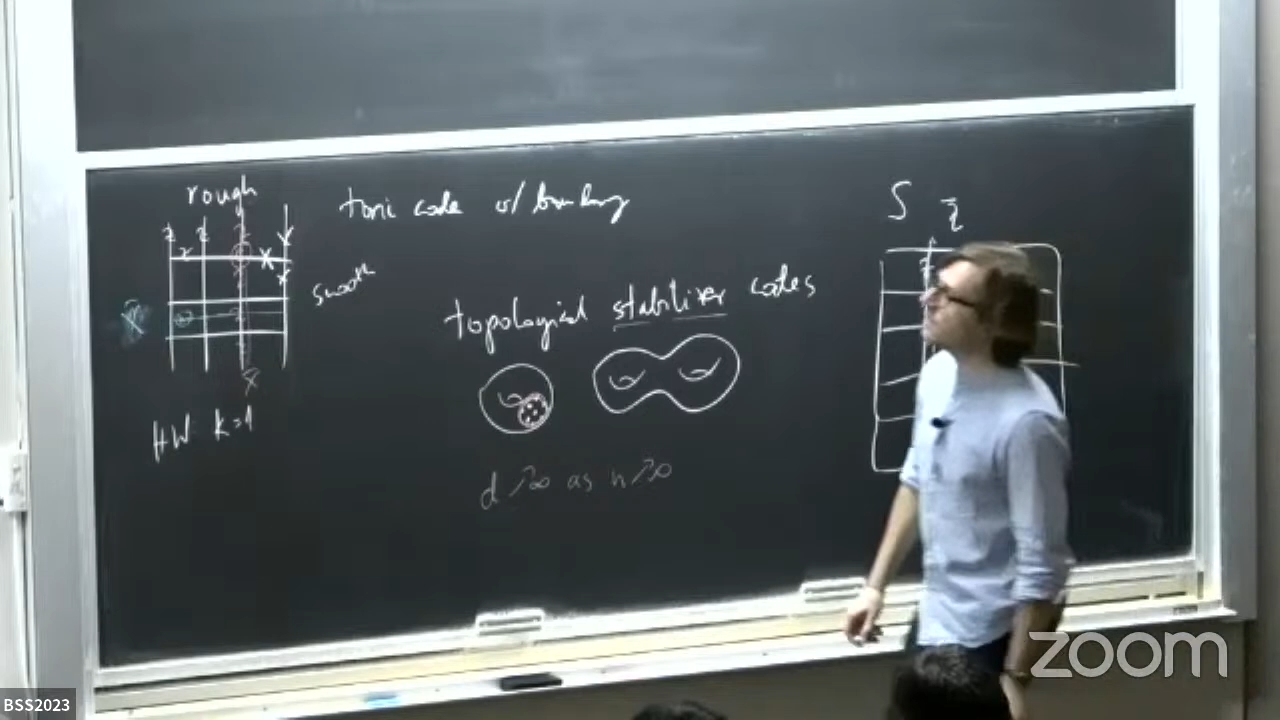 rough
toric code w/ boundary
smooth
X̄
HW k=1
topological stabilizer codes
d ↗∞ as n ↗∞
S
Z̄
zoom
BSS2023